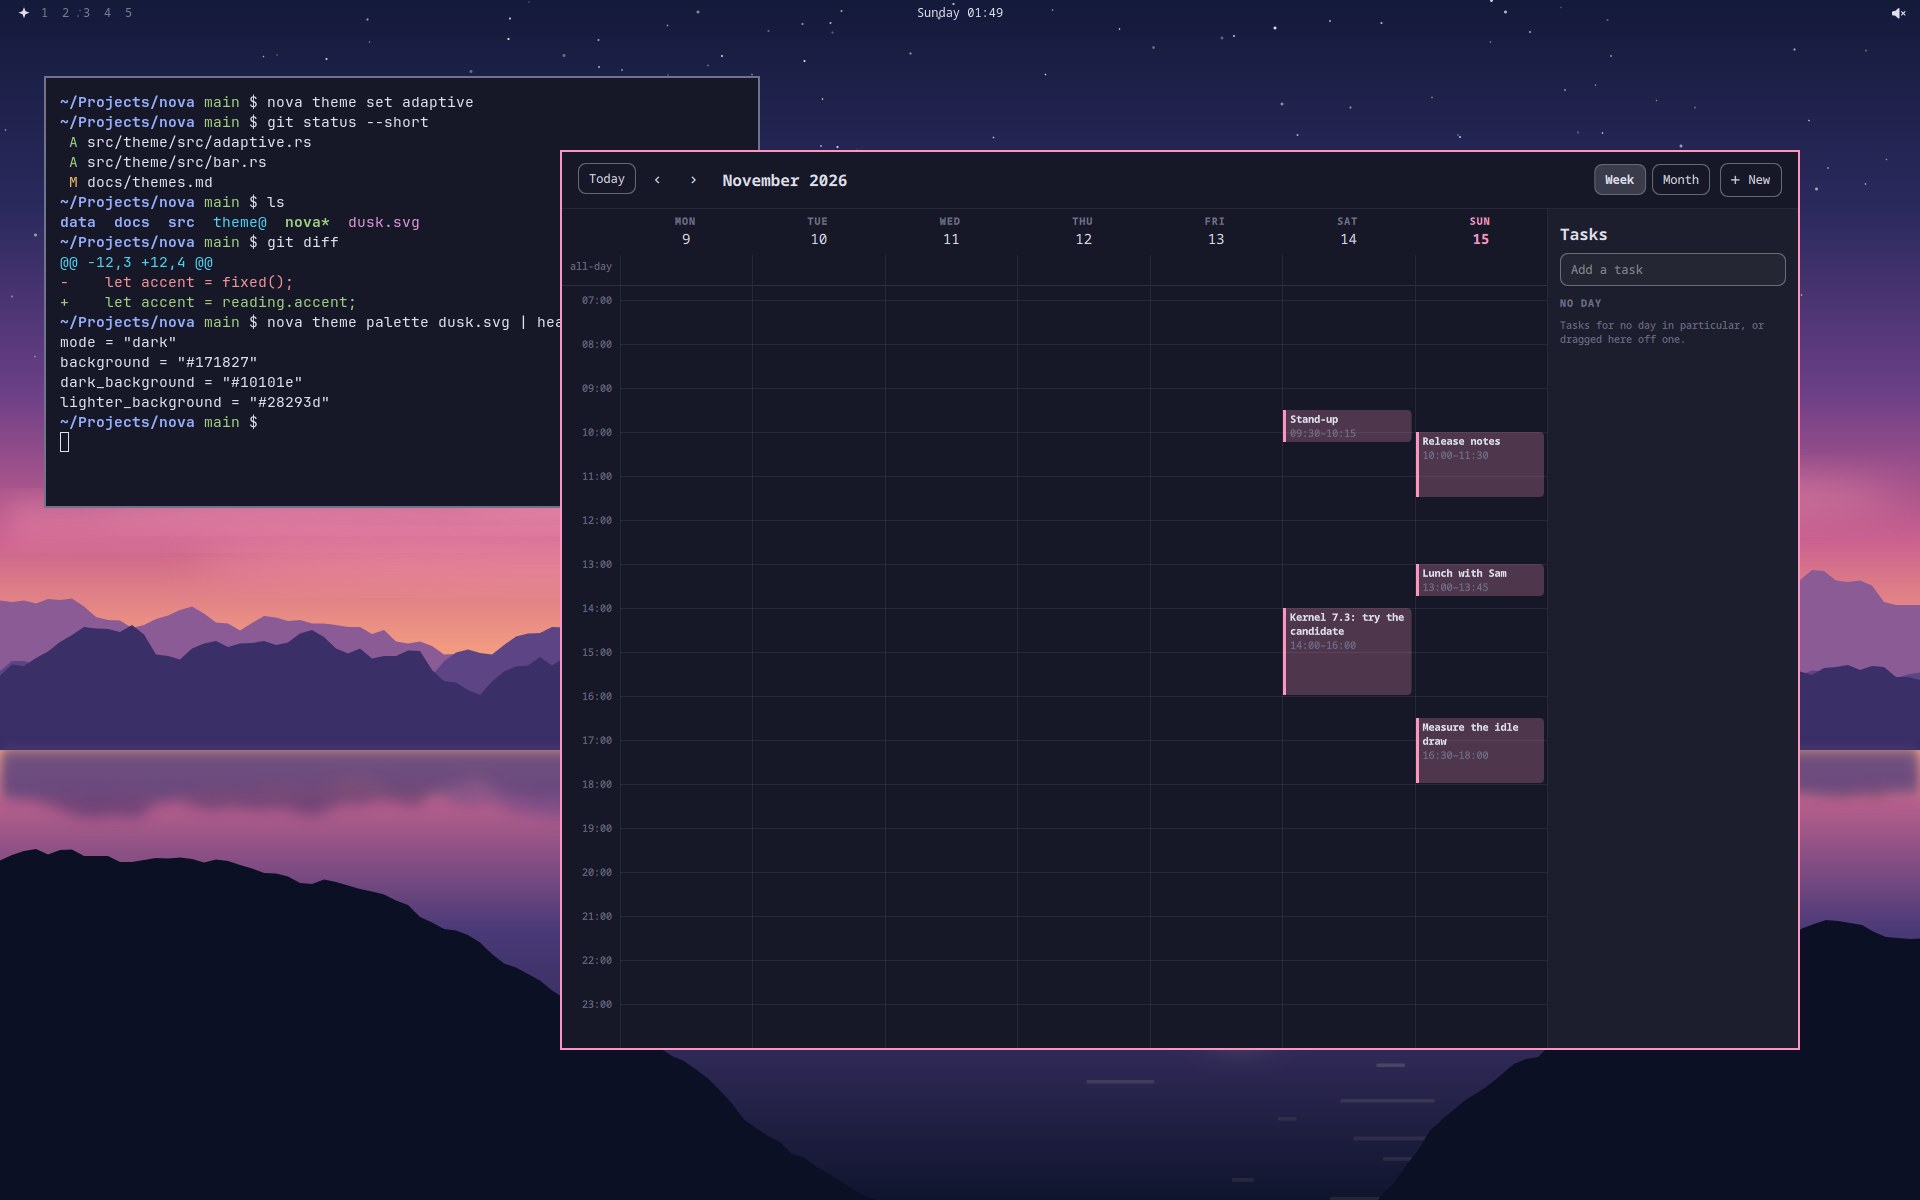 1 2 3 4 5
Sunday 01:49
~/Projects/nova main $ nova theme set adaptive
~/Projects/nova main $ git status --short
A src/theme/src/adaptive.rs
A src/theme/src/bar.rs
M docs/themes.md
~/Projects/nova main $ ls
data docs src theme@ nova* dusk.svg
~/Projects/nova main $ git diff
@@ -12,3 +12,4 @@
-    let accent = fixed();
+    let accent = reading.accent;
~/Projects/nova main $ nova theme palette dusk.svg | hea
mode = "dark"
background = "#171827"
dark_background = "#10101e"
lighter_background = "#28293d"
~/Projects/nova main $
Today ‹ › November 2026
Week Month + New
MON TUE WED THU FRI SAT SUN
9 10 11 12 13 14 15
all-day
07:00
08:00
09:00
10:00
11:00
12:00
13:00
14:00
15:00
16:00
17:00
18:00
19:00
20:00
21:00
22:00
23:00
Stand-up
09:30–10:15
Kernel 7.3: try the
candidate
14:00–16:00
Release notes
10:00–11:30
Lunch with Sam
13:00–13:45
Measure the idle
draw
16:30–18:00
Tasks
Add a task
NO DAY
Tasks for no day in particular, or
dragged here off one.